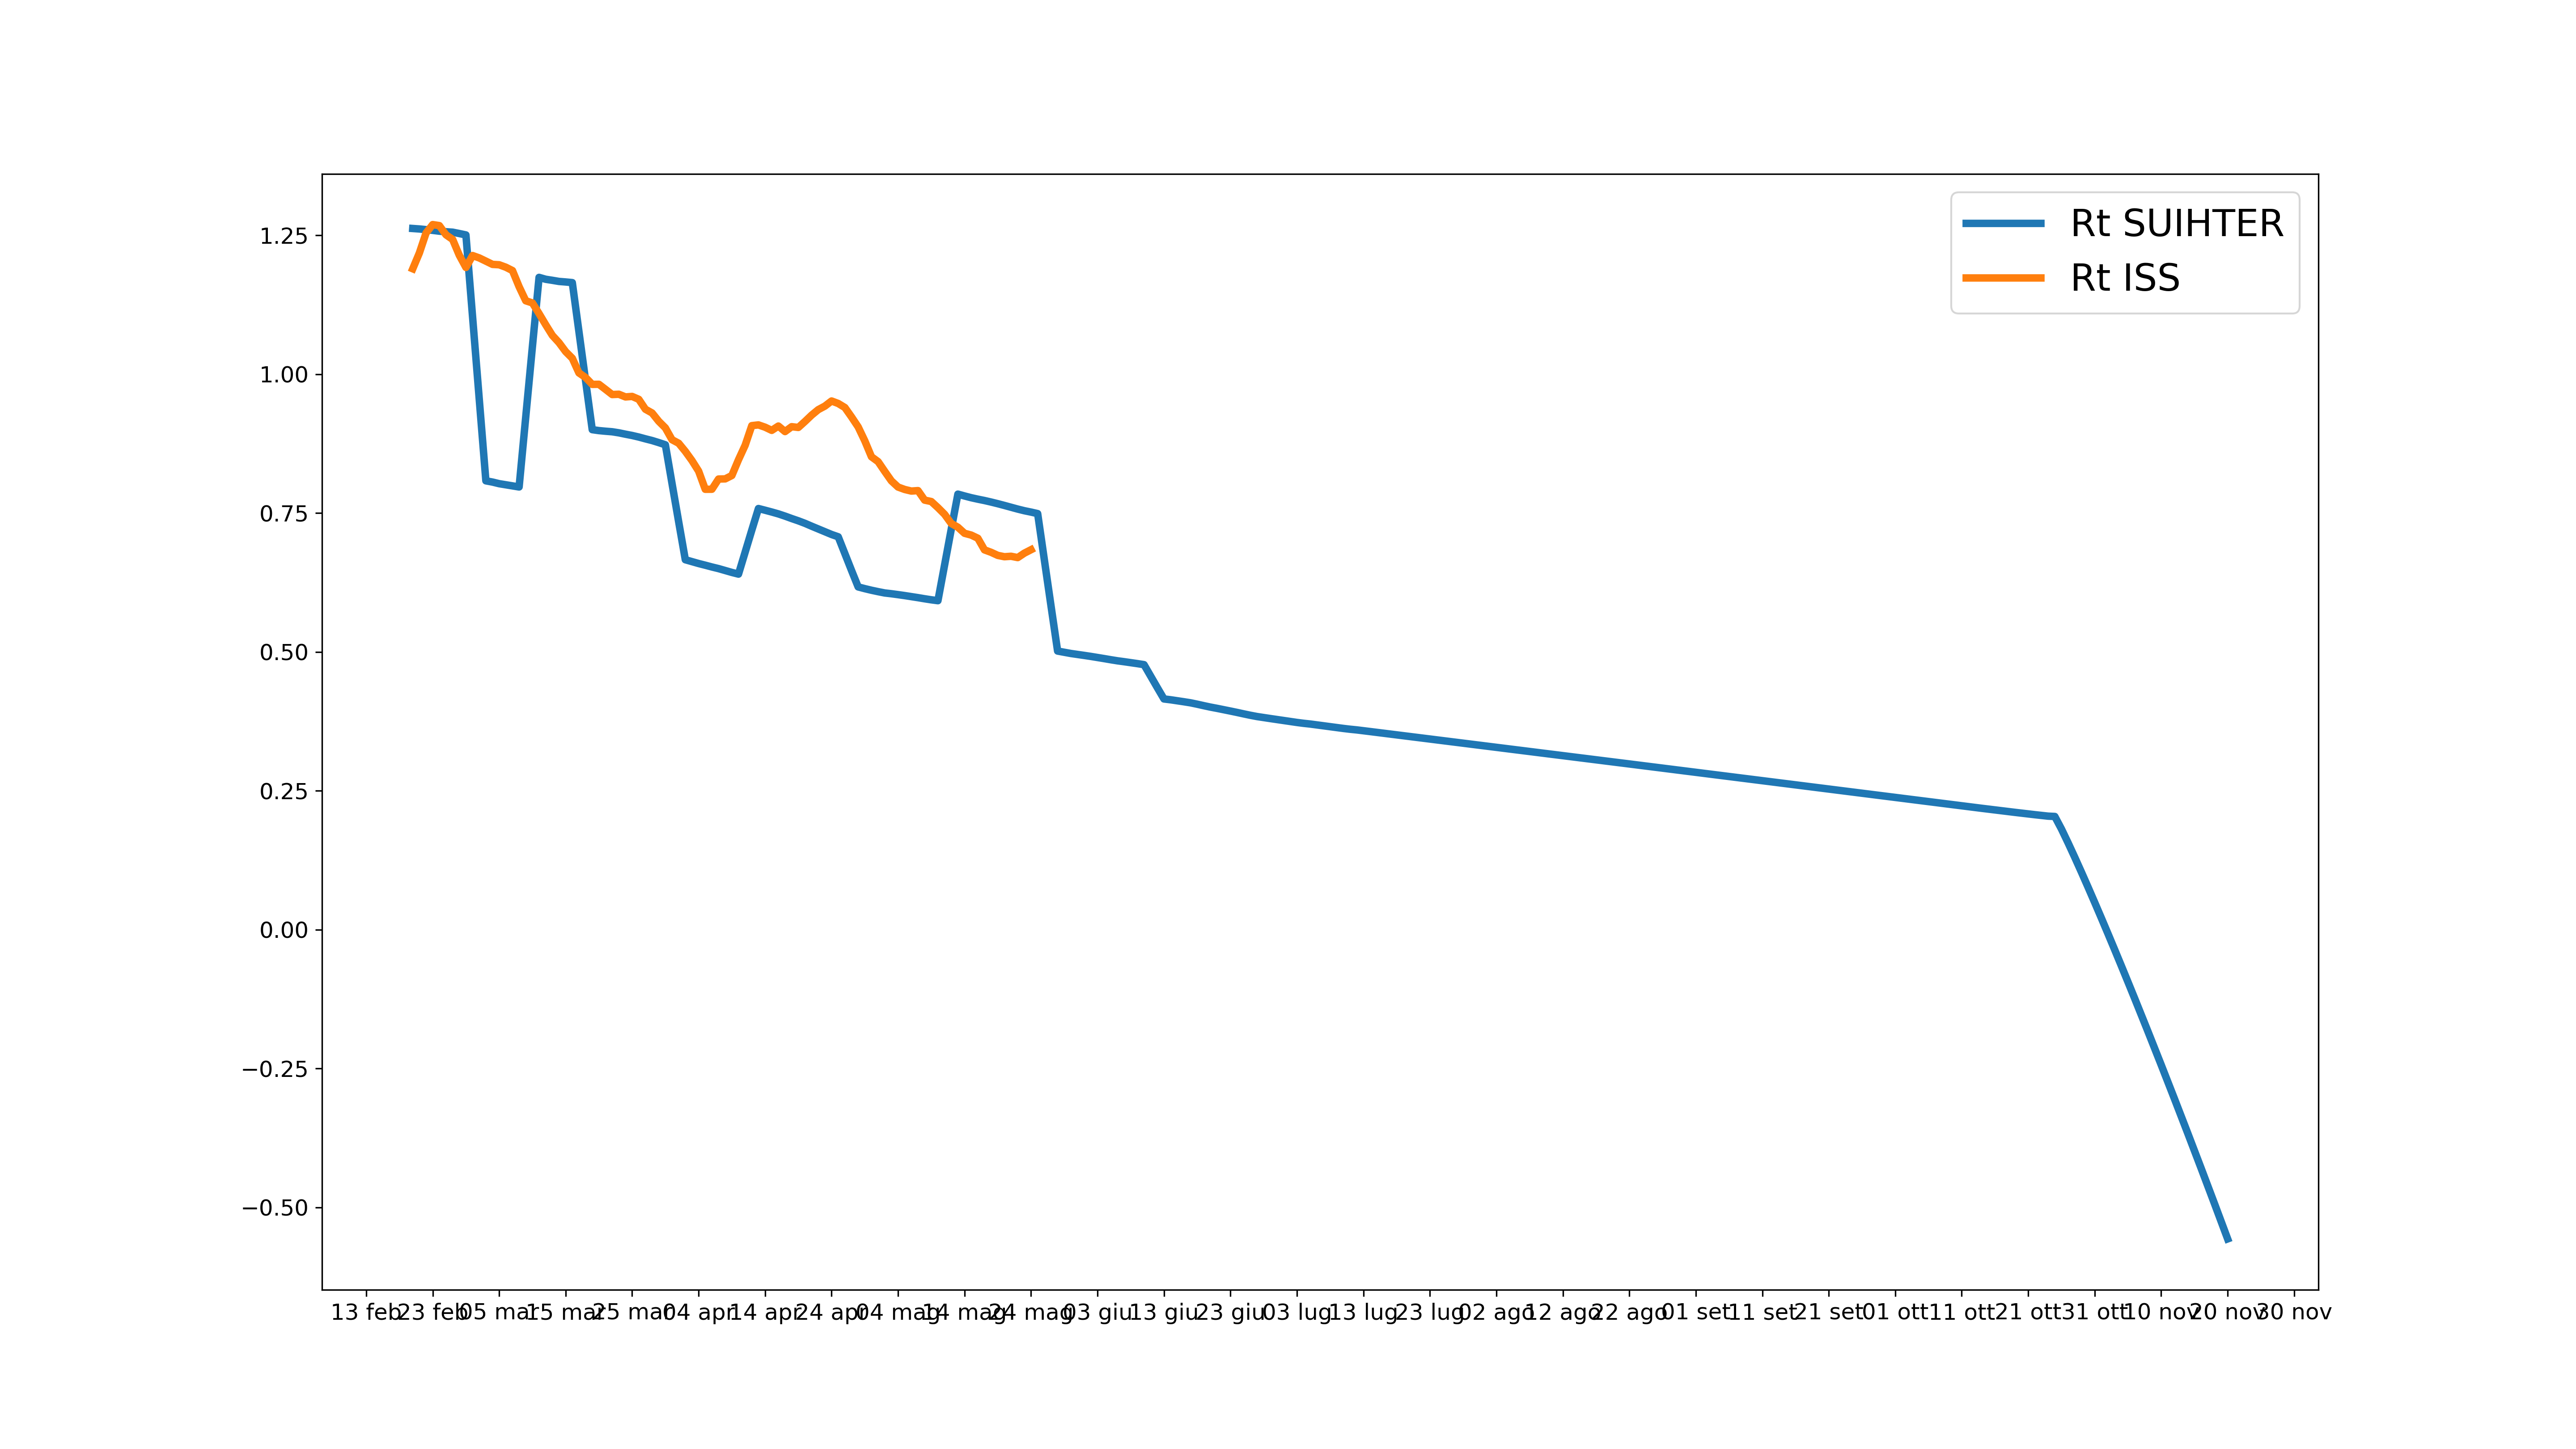 Rt SUIHTER
Rt ISS
1.25
1.00
0.75
0.50
0.25
0.00
−0.25
−0.50
13 feb 23 feb 05 mar 15 mar 25 mar 04 apr 14 apr 24 apr 04 mag 14 mag 24 mag 03 giu 13 giu 23 giu 03 lug 13 lug 23 lug 02 ago 12 ago 22 ago 01 set 11 set 21 set 01 ott 11 ott 21 ott 31 ott 10 nov 20 nov 30 nov